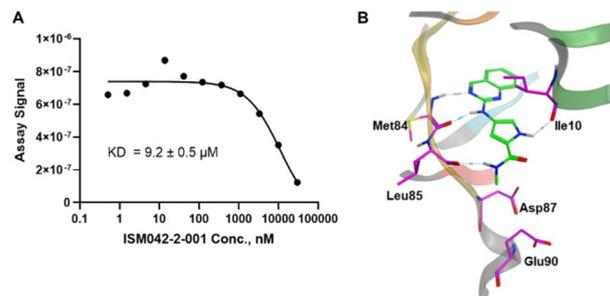 A
1×10⁻⁶
8×10⁻⁷
6×10⁻⁷
4×10⁻⁷
2×10⁻⁷
0
Assay Signal
KD = 9.2 ± 0.5 µM
0.1 1 10 100 1000 10000 100000
ISM042-2-001 Conc., nM
B
Met84
Ile10
Leu85
Asp87
Glu90